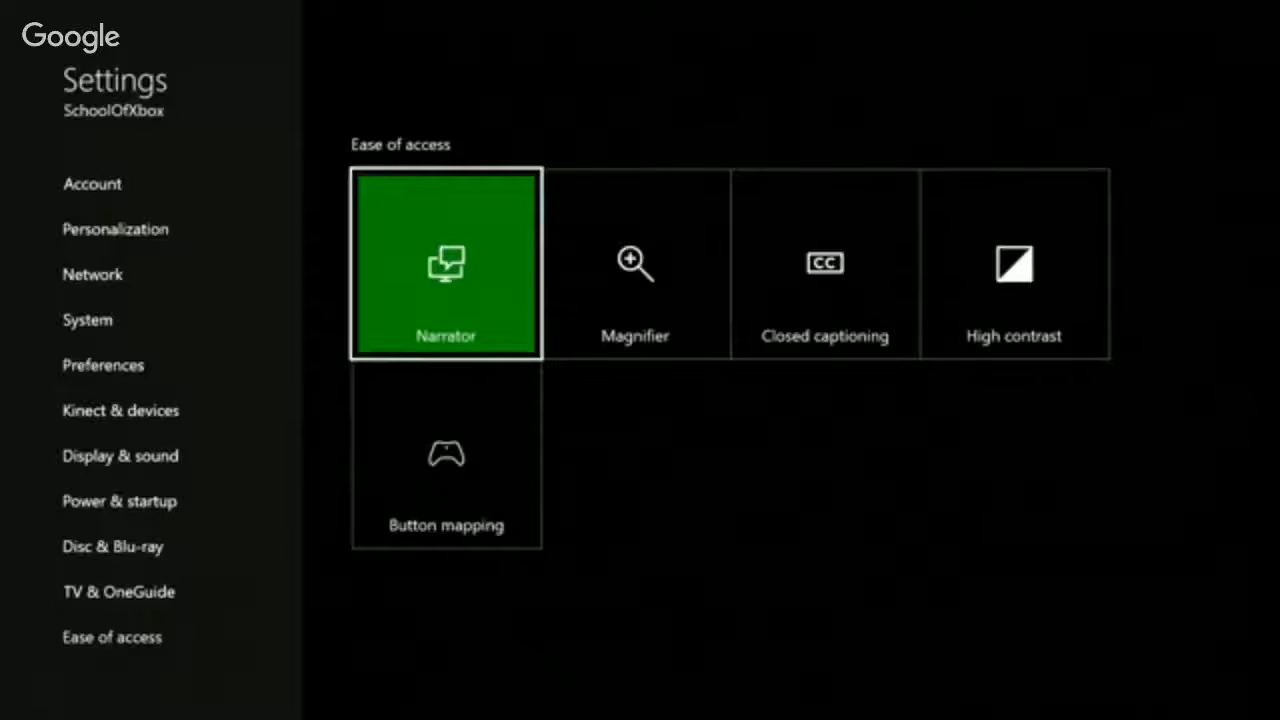 Google
Settings
SchoolOfXbox
Account
Personalization
Network
System
Preferences
Kinect & devices
Display & sound
Power & startup
Disc & Blu-ray
TV & OneGuide
Ease of access
Ease of access
Narrator
Magnifier
CC
Closed captioning
High contrast
Button mapping